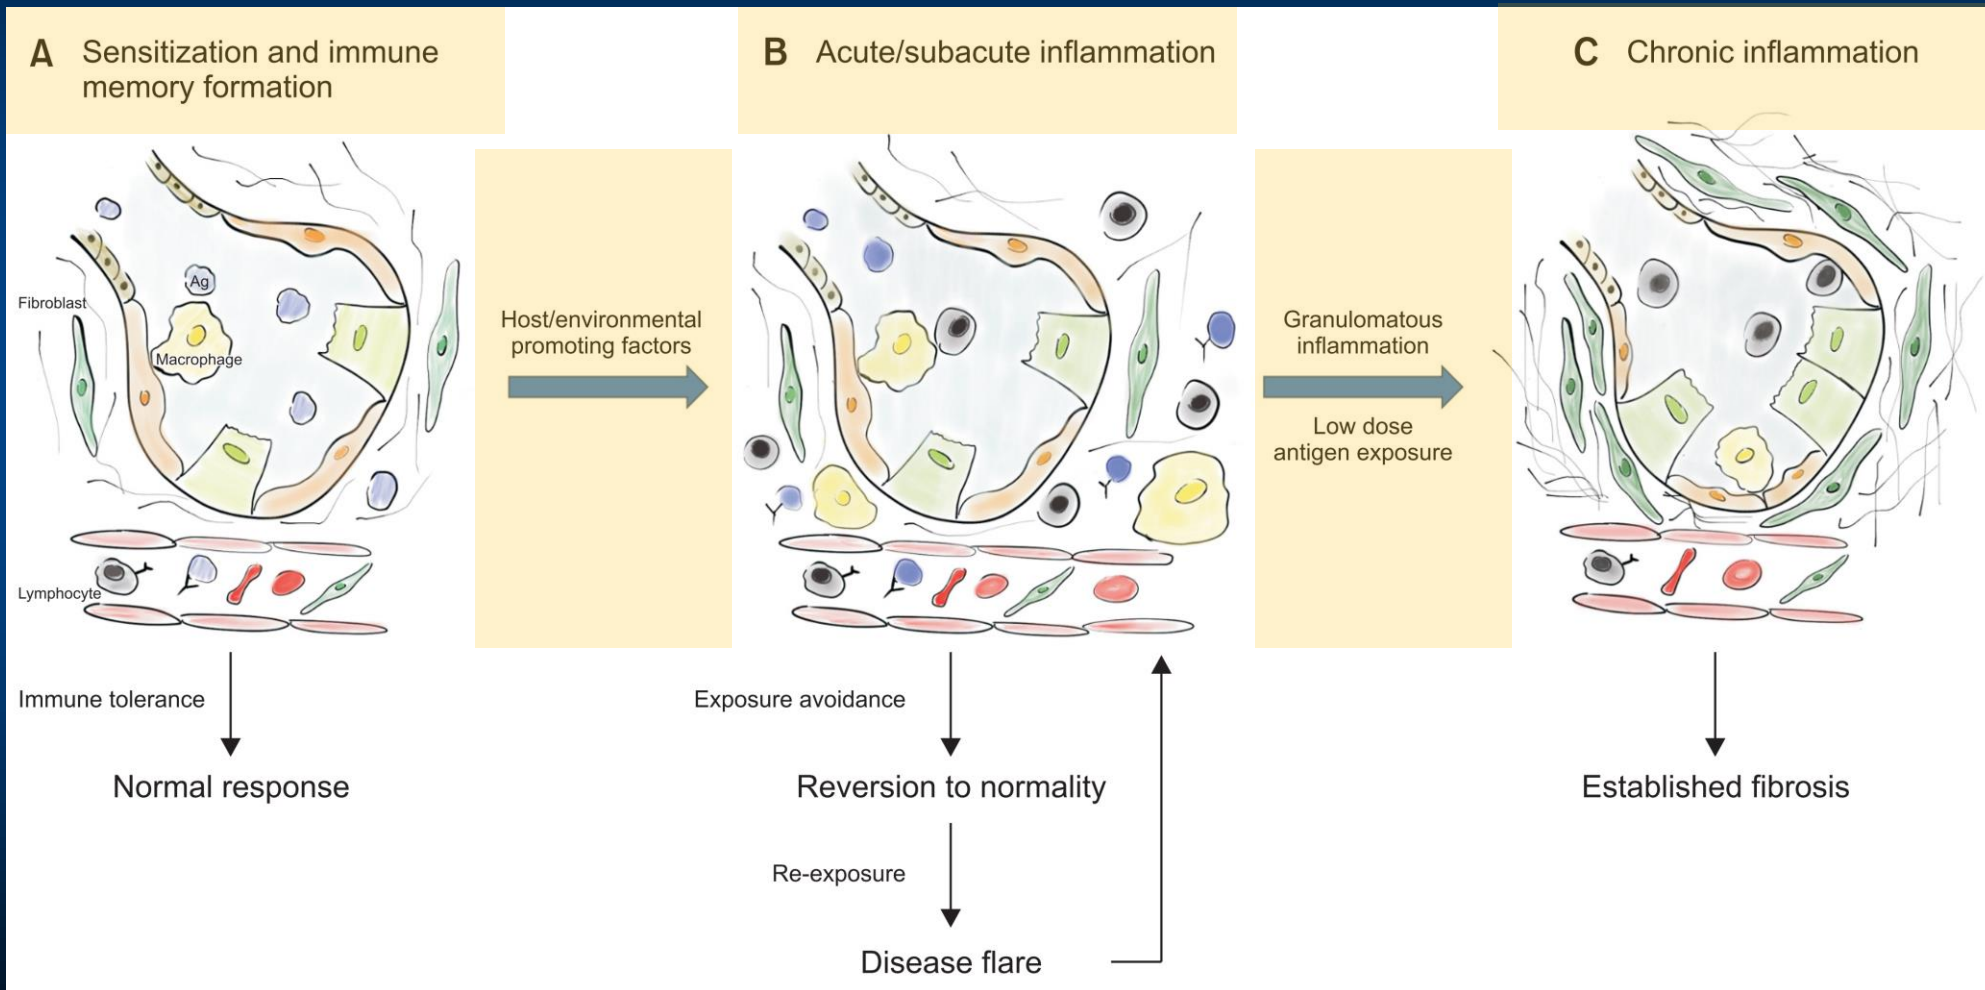 A Sensitization and immune
memory formation
Fibroblast
Ag
Macrophage
Lymphocyte
Immune tolerance
Normal response
Host/environmental
promoting factors
B Acute/subacute inflammation
Exposure avoidance
Reversion to normality
Re-exposure
Disease flare
Granulomatous
inflammation
Low dose
antigen exposure
C Chronic inflammation
Established fibrosis